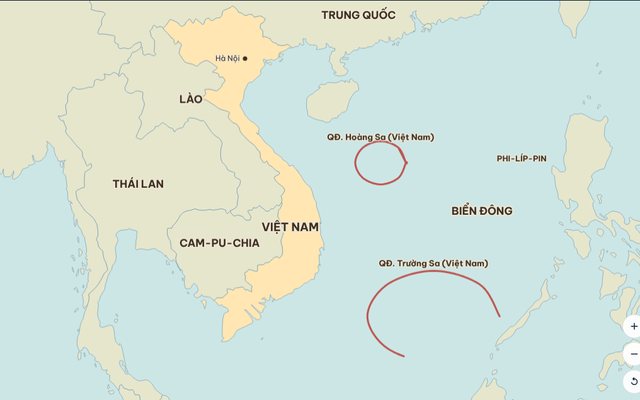 TRUNG QUỐC
Hà Nội
LÀO
QĐ. Hoàng Sa (Việt Nam)
PHI-LÍP-PIN
THÁI LAN
BIỂN ĐÔNG
VIỆT NAM
CAM-PU-CHIA
QĐ. Trường Sa (Việt Nam)